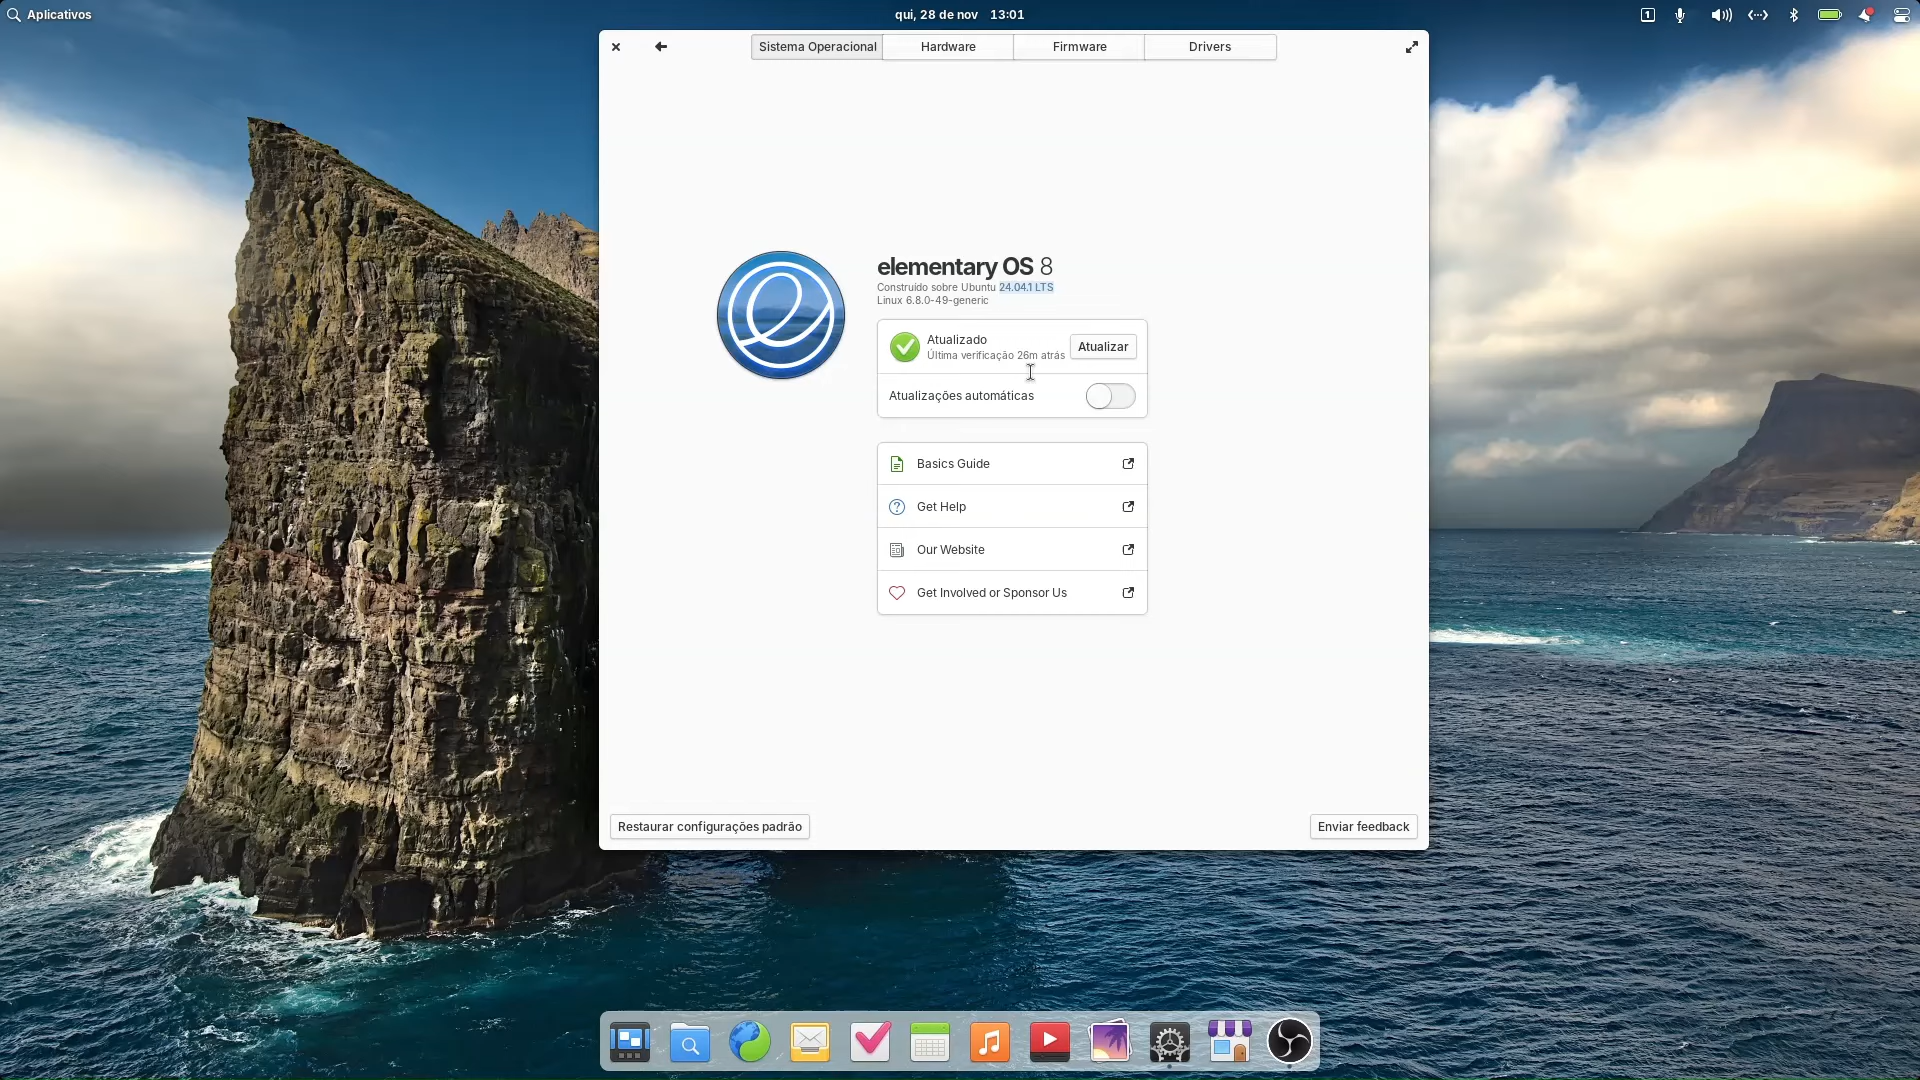 Aplicativos
qui, 28 de nov 13:01
1
Sistema Operacional
Hardware
Firmware
Drivers
elementary OS 8
Construído sobre Ubuntu 24.04.1 LTS
Linux 6.8.0-49-generic
Atualizado
Última verificação 26m atrás
Atualizar
Atualizações automáticas
Basics Guide
Get Help
Our Website
Get Involved or Sponsor Us
Restaurar configurações padrão
Enviar feedback